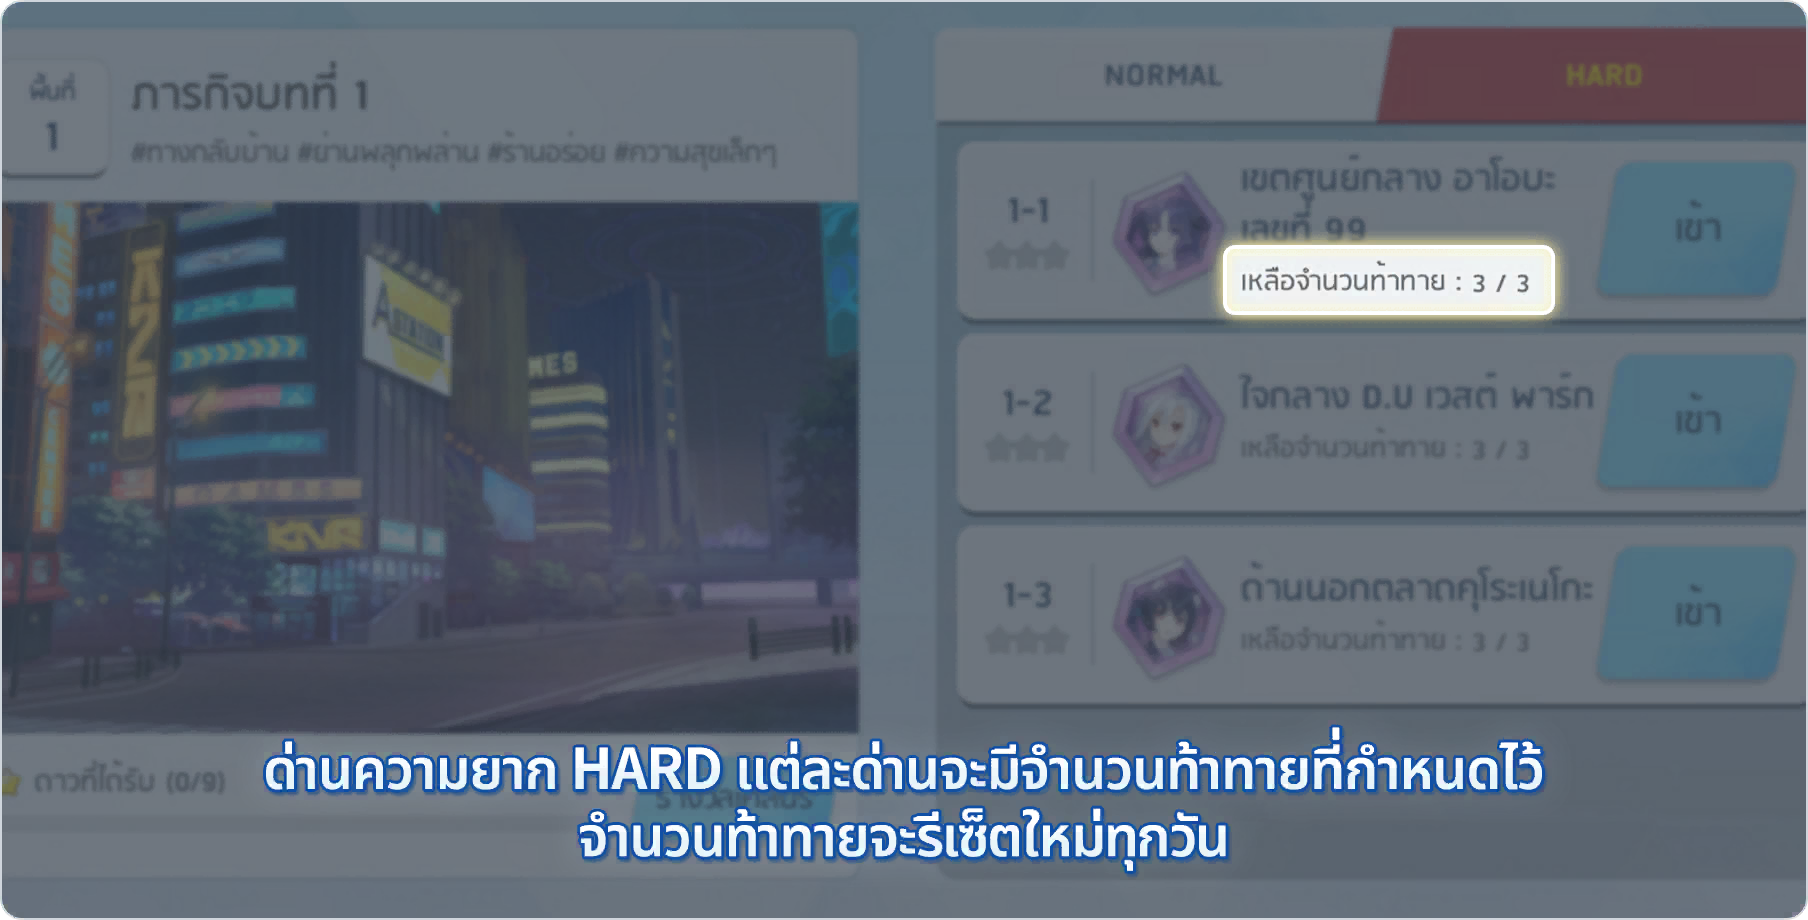 พื้นที่
1
ภารกิจบทที่ 1
#ทางกลับบ้าน #ย่านพลุกพล่าน #ร้านอร่อย #ความสุขเล็กๆ
NORMAL
HARD
1-1
เขตศูนย์กลาง อาโอบะ
เลขที่ 99
เหลือจำนวนท้าทาย : 3 / 3
เข้า
1-2
ใจกลาง D.U เวสต์ พาร์ก
เหลือจำนวนท้าทาย : 3 / 3
เข้า
1-3
ด้านนอกตลาดคุโระเนโกะ
เหลือจำนวนท้าทาย : 3 / 3
เข้า
A STATION
MES
KNR
ดาวที่ได้รับ (0/9)
ด่านความยาก HARD แต่ละด่านจะมีจำนวนท้าทายที่กำหนดไว้
จำนวนท้าทายจะรีเซ็ตใหม่ทุกวัน